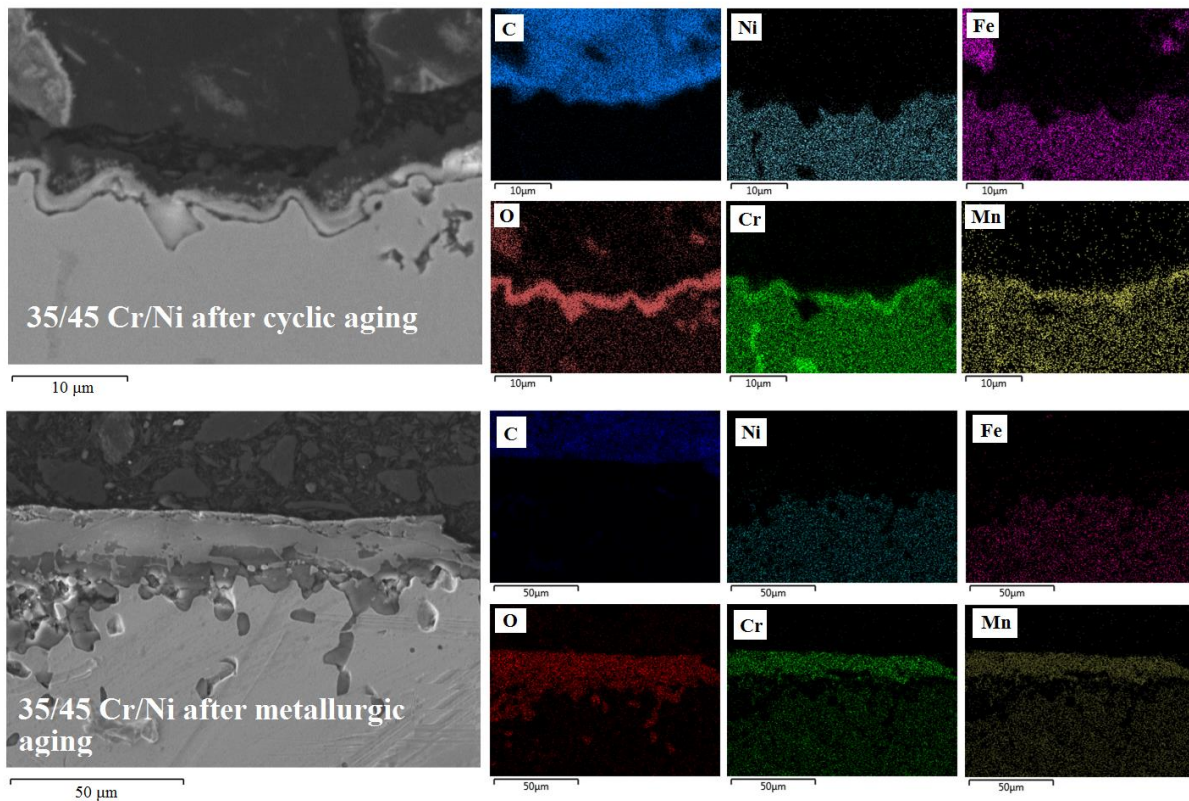 C
Ni
Fe
35/45 Cr/Ni after cyclic aging
10 μm
10μm
10μm
10μm
O
Cr
Mn
10μm
10μm
10μm
C
Ni
Fe
35/45 Cr/Ni after metallurgic
aging
50 μm
50μm
50μm
50μm
O
Cr
Mn
50μm
50μm
50μm